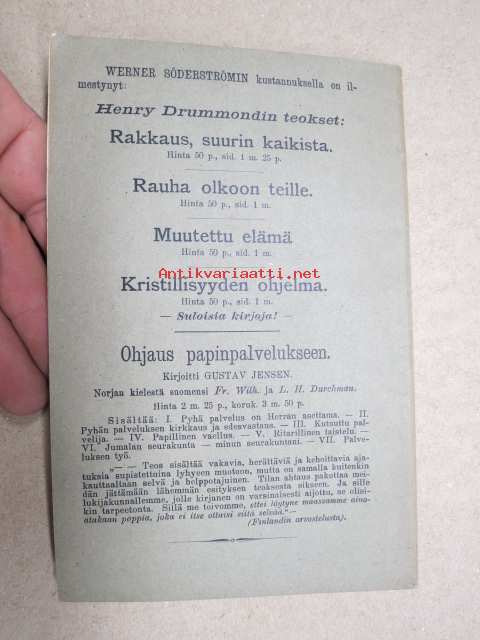 WERNER SÖDERSTRÖMIN kustannuksella on il-
mestynyt:
Henry Drummondin teokset:
Rakkaus, suurin kaikista.
Hinta 50 p., sid. 1 m. 25 p.
Rauha olkoon teille.
Hinta 50 p., sid. 1 m.
Muutettu elämä
Hinta 50 p., sid. 1 m.
Antikvariaatti.net
Kristillisyyden ohjelma.
Hinta 50 p., sid. 1 m.
— Suloisia kirjoja! —
Ohjaus papinpalvelukseen.
Kirjoitti GUSTAV JENSEN.
Norjan kielestä suomensi Fr. Wilh. ja L. H. Durchman.
Hinta 2 m. 25 p., koruk. 3 m. 50 p.
Sisältää: I. Pyhä palvelus on Herran asettama. — II.
Pyhän palveluksen kirkkaus ja edesvastaus. — III. Kutsuttu pal-
velija. — IV. Papillinen vaellus. — V. Ritarillinen taistelu. —
VI. Jumalan seurakunta — minun seurakuntani. — VII. Palve-
luksen työ.
„— — Teos sisältää vakavia, herättäviä ja kehoittavia aja-
tuksia supistettuina lyhyeen muotoon, mutta on samalla kuitenkin
kauttaaltaan selvä ja helppotajuinen. Tilan ahtaus pakottaa mei-
dän jättämään lähemmän esityksen teoksesta sikseen. Ja sille
lukijakunnallemme, jolle kirjanen on varsinaisesti aijottu, se olisi-
kin tarpeetonta. Sillä me toivomme, ettei löytyne maassamme aino-
atakaan pappia, joka ei itse ottaisi siitä selvää."—
(Finlandin arvostelusta).